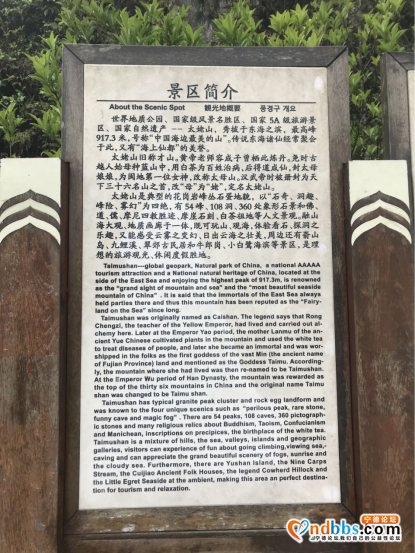 景区简介
About the Scenic Spot 観光地概要 풍경구 개요
世界地质公园、国家级风景名胜区、国家5A级旅游景
区、国家自然遗产——太姥山，秀拔于东海之滨，最高峰
917.3米，号称“中国海边最美的山”。传说东海诸仙经常聚会
于此，又有“海上仙都”的美誉。
太姥山旧称才山。黄帝老师容成子曾栖此炼丹。尧时古
越人始母种蓝山中，用白茶为百姓治病，后得道成仙，封太母
娘娘，为闽地第一位女神，改称太母山。汉武帝时被册封为天
下三十六名山之首，改“母”为“姥”，定名太姥山。
太姥山是典型的花岗岩峰丛石蛋地貌，以“石奇、洞趣、
峰险、雾幻”为四绝，有54峰、108洞、360处象形石景和佛、
道、儒、摩尼四教胜迹、摩崖石刻、白茶祖地等人文景观，融山
海大观、地质画库于一体，既可玩山、观海，体验看石、探洞之
乐趣，又能感受云雾之变幻、日出云海之壮美，周边还有嵛山
岛、九鲤溪、翠郊古民居和牛郎岗、小白鹭海滨等景区，是理
想的旅游观光、休闲度假胜地。
Taimushan—global geopark, Natural park of China, a national AAAAA
tourism attraction and a National natural heritage of China, located at the
side of the East Sea and enjoying the highest peak of 917.3m, is renowned
as the "grand sight of mountain and sea" and the "most beautiful seaside
mountain of China" . It is said that the immortals of the East Sea always
held parties there and thus this mountain has been reputed as the "Fairy-
land on the Sea" since long.
Taimushan was originally named as Caishan. The legend says that Rong
Chengzi, the teacher of the Yellow Emperor, had lived and carried out al-
chemy here. Later at the Emperor Yao period, the mother Lanmu of the an-
cient Yue Chinese cultivated plants in the mountain and used the white tea
to treat diseases of people, and later she became an immortal and was wor-
shipped in the folks as the first goddess of the vast Min (the ancient name
of Fujian Province) land and mentioned as the Goddess Taimu. According-
ly, the mountain where she had lived was then re-named to be Taimushan.
At the Emperor Wu period of Han Dynasty, the mountain was rewarded as
the top of the thirty six mountains in China and the original name Taimu
shan was changed to be Taimu shan.
Taimushan has typical granite peak cluster and rock egg landform and
was known to the four unique scenics such as "perilous peak, rare stone,
funny cave and magic fog" . There are 54 peaks, 108 caves, 360 pictograph-
ic stones and many religious relics about Buddhism, Taoism, Confucianism
and Manichean, inscriptions on precipices, the birthplace of the white tea.
Taimushan is a mixture of hills, the sea, valleys, islands and geographic
galleries, visitors can experience of fun about going climbing,viewing sea,-
caving and can appreciate the grand beautiful scenery of fogs, sunrise and
the cloudy sea. Furthermore, there are Yushan Island, the Nine Carps
Stream, the Cuijiao Ancient Folk Houses, the legend Cowherd Hillock and
the Little Egret Seaside at the ambient, making this area an perfect destina-
tion for tourism and relaxation.
ndbbs.com
宁德论坛,我们自己的公益性论坛